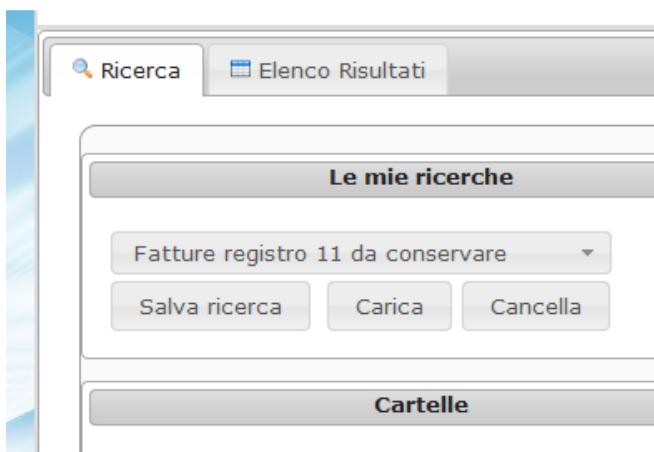 Ricerca Elenco Risultati
Le mie ricerche
Fatture registro 11 da conservare
Salva ricerca Carica Cancella
Cartelle